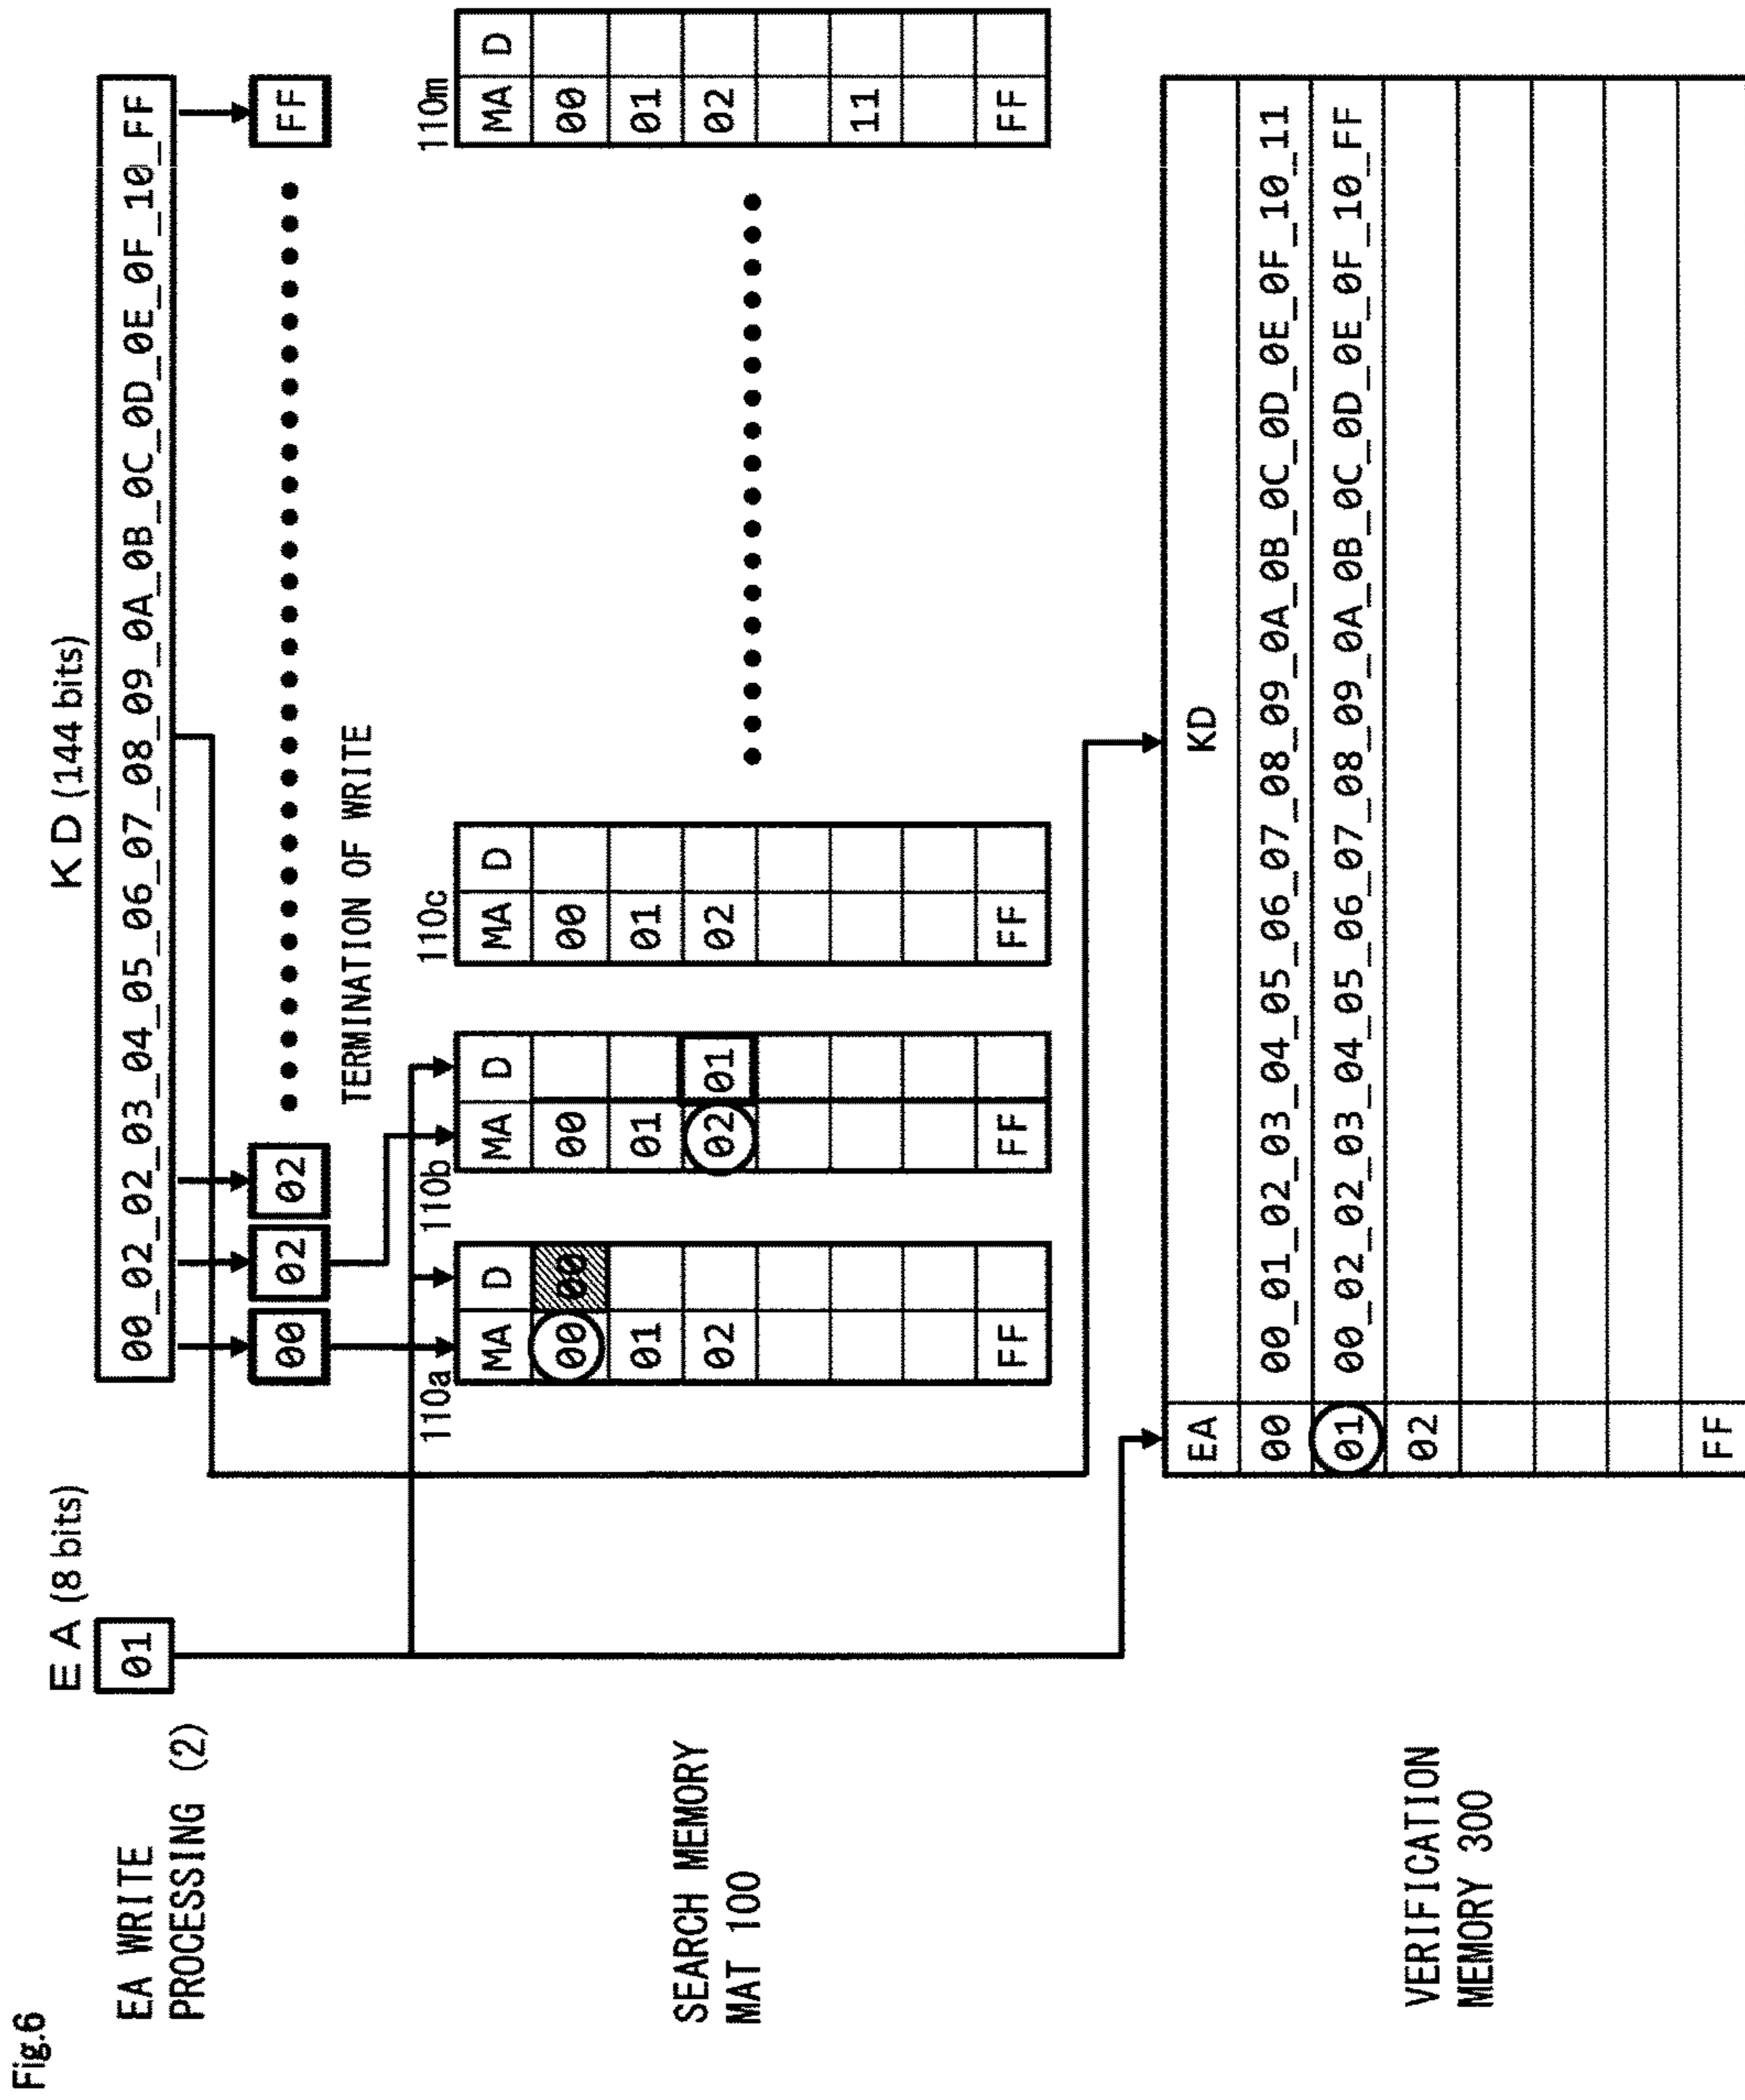 Fig.6
EA WRITE
PROCESSING (2)
E A (8 bits)
01
K D (144 bits)
00_02_02_03_04_05_06_07_08_09_0A_0B_0C_0D_0E_0F_10_FF
00 02 02 FF
TERMINATION OF WRITE
SEARCH MEMORY
MAT 100
110a 110b 110c 110m
MA D MA D MA D MA D
00 00 00 00 00
01 01 01 01
02 02 01 02 02
11
FF FF FF FF
VERIFICATION
MEMORY 300
EA KD
00 00_01_02_03_04_05_06_07_08_09_0A_0B_0C_0D_0E_0F_10_11
01 00_02_02_03_04_05_06_07_08_09_0A_0B_0C_0D_0E_0F_10_FF
02
FF